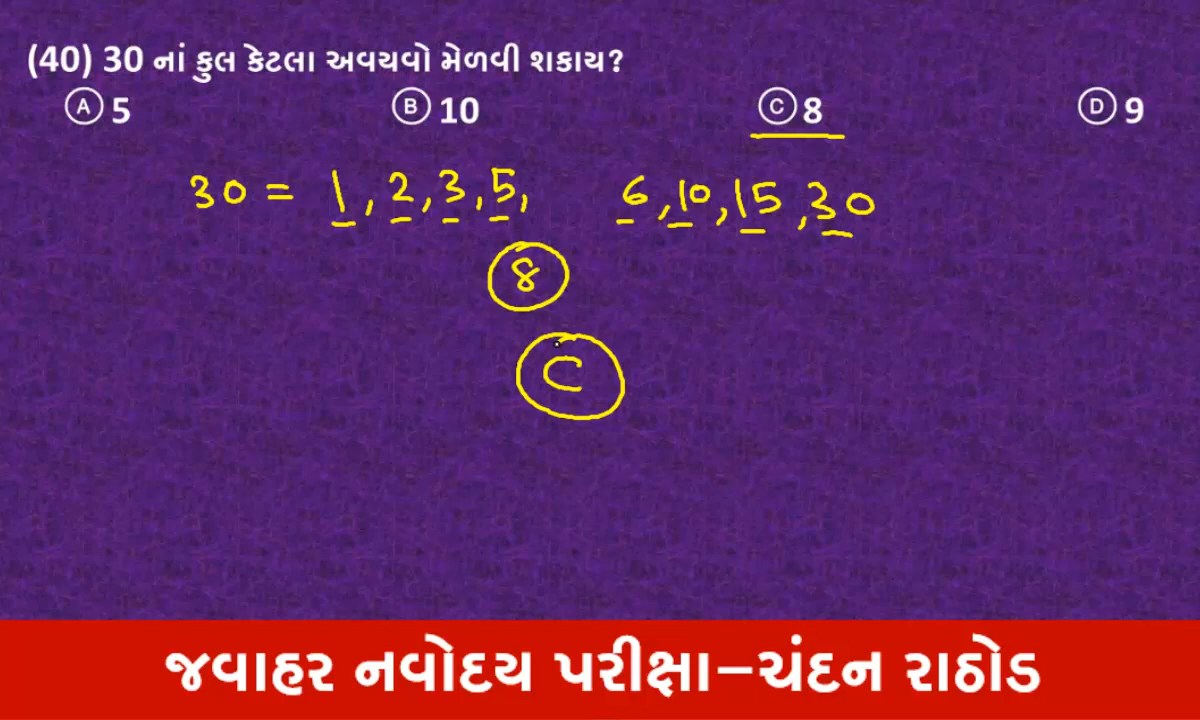 (40) 30 નાં કુલ કેટલા અવયવો મેળવી શકાય?
Ⓐ 5 Ⓑ 10 Ⓒ 8 Ⓓ 9
30 = 1, 2, 3, 5, 6, 10, 15, 30
8
C
જવાહર નવોદય પરીક્ષા–ચંદન રાઠોડ